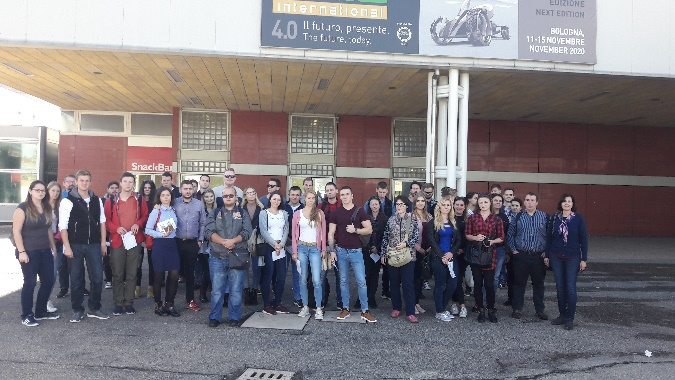 international
4.0 Il futuro, presente.
The future, today.
EDIZIONE
NEXT EDITION
BOLOGNA,
11-15 NOVEMBRE
NOVEMBER 2020
SnackBar